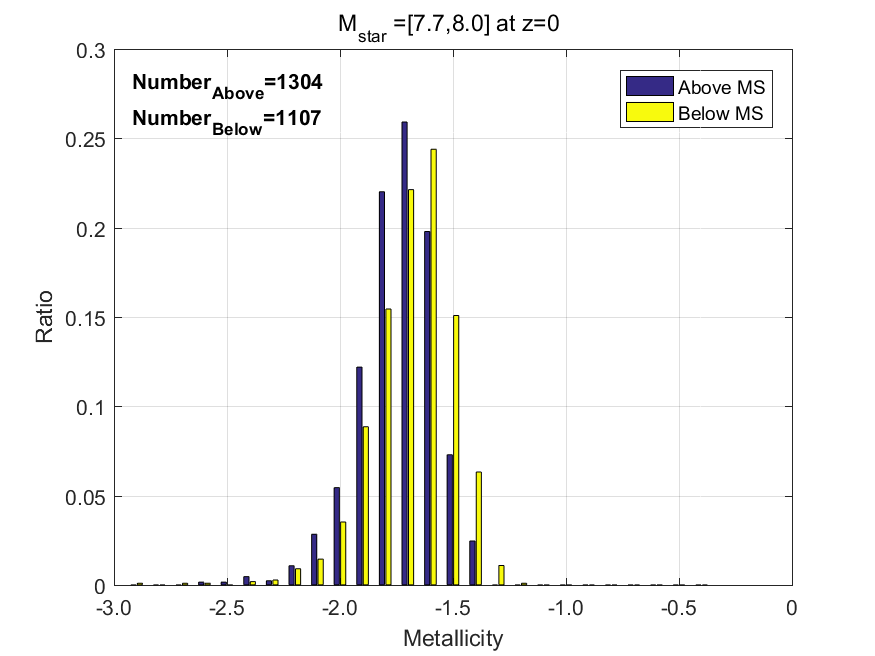 M_star =[7.7,8.0] at z=0
Number_Above=1304
Number_Below=1107
Above MS
Below MS
0.3
0.25
0.2
0.15
0.1
0.05
0
Ratio
-3.0 -2.5 -2.0 -1.5 -1.0 -0.5 0
Metallicity